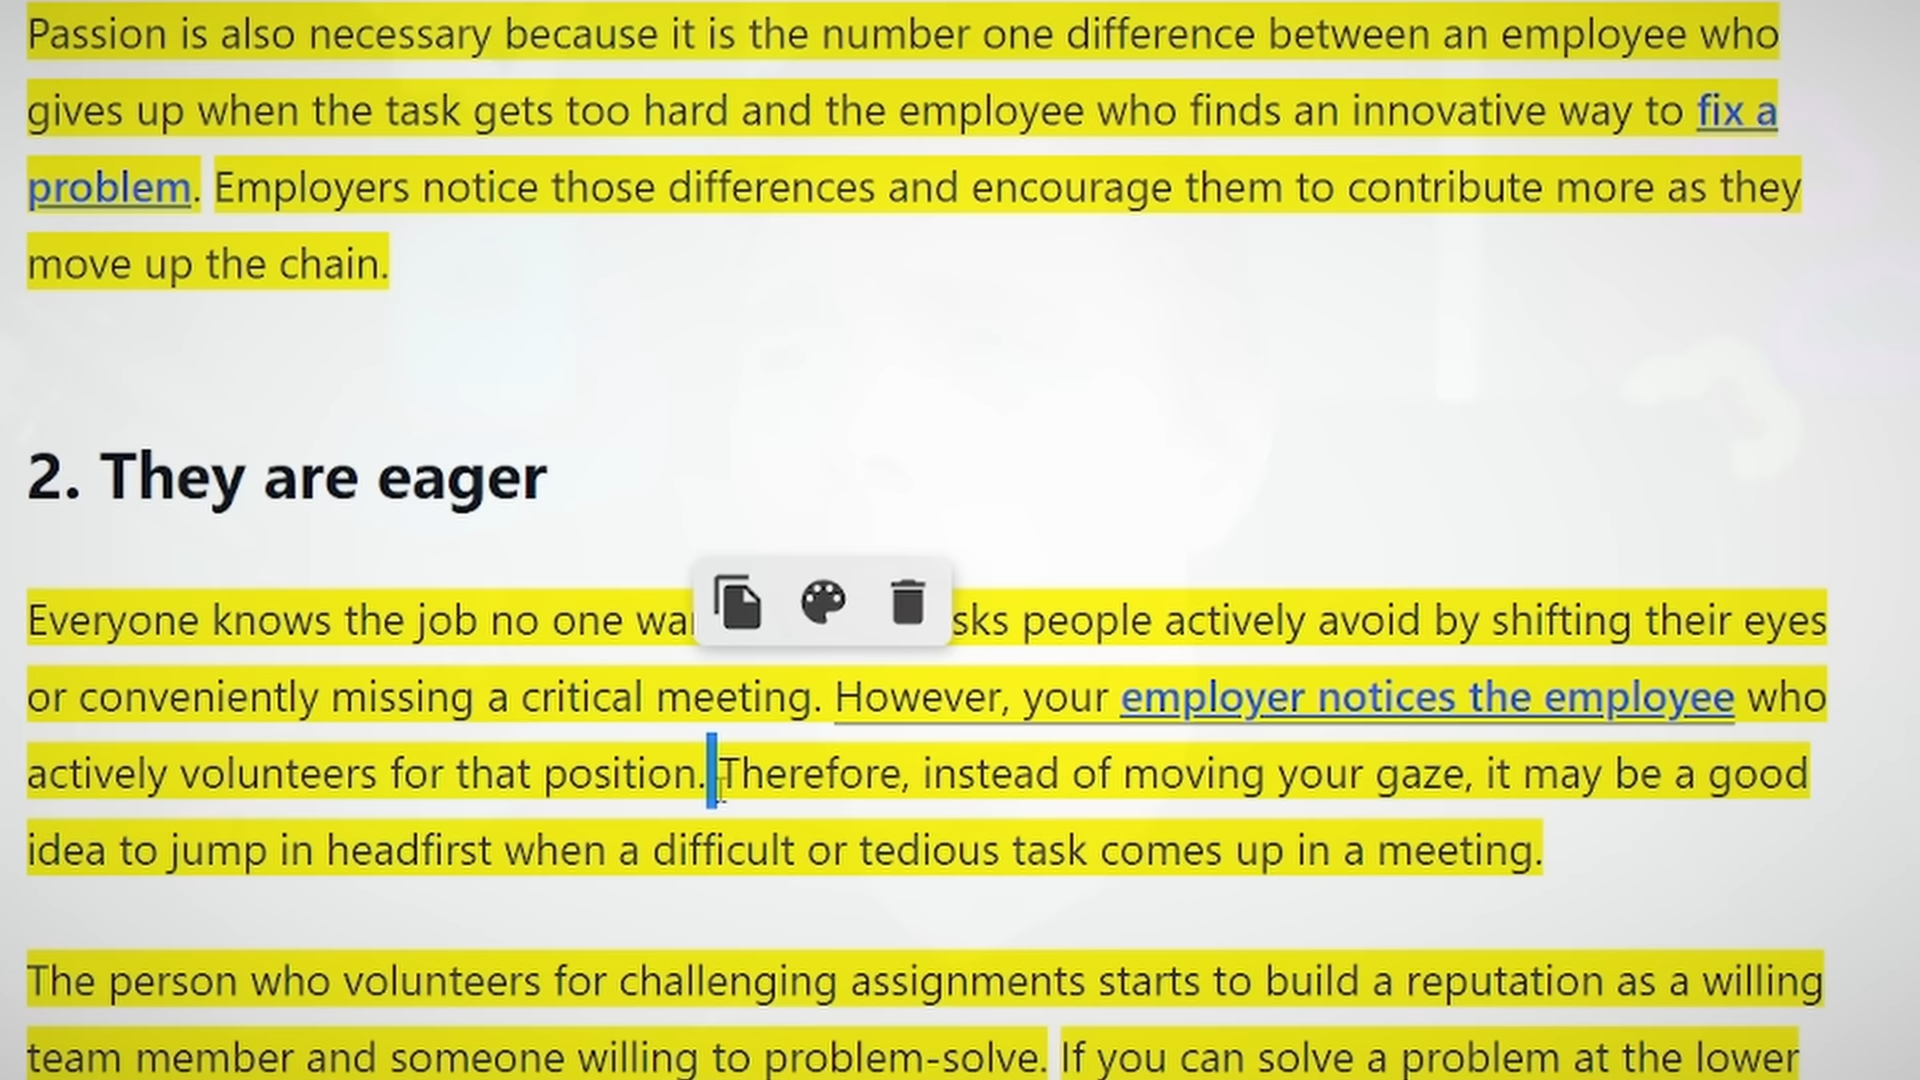 Passion is also necessary because it is the number one difference between an employee who
gives up when the task gets too hard and the employee who finds an innovative way to fix a
problem. Employers notice those differences and encourage them to contribute more as they
move up the chain.
2. They are eager
Everyone knows the job no one people actively avoid by shifting their eyes
or conveniently missing a critical meeting. However, your employer notices the employee who
actively volunteers for that position. Therefore, instead of moving your gaze, it may be a good
idea to jump in headfirst when a difficult or tedious task comes up in a meeting.
The person who volunteers for challenging assignments starts to build a reputation as a willing
team member and someone willing to problem-solve. If you can solve a problem at the lower